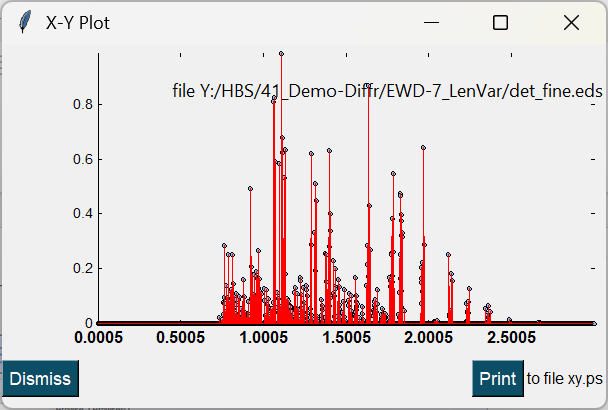 X-Y Plot
file Y:/HBS/41_Demo-Diffr/EWD-7_LenVar/det_fine.eds
0.8
0.6
0.4
0.2
0
0.0005 0.5005 1.0005 1.5005 2.0005 2.5005
Dismiss Print to file xy.ps